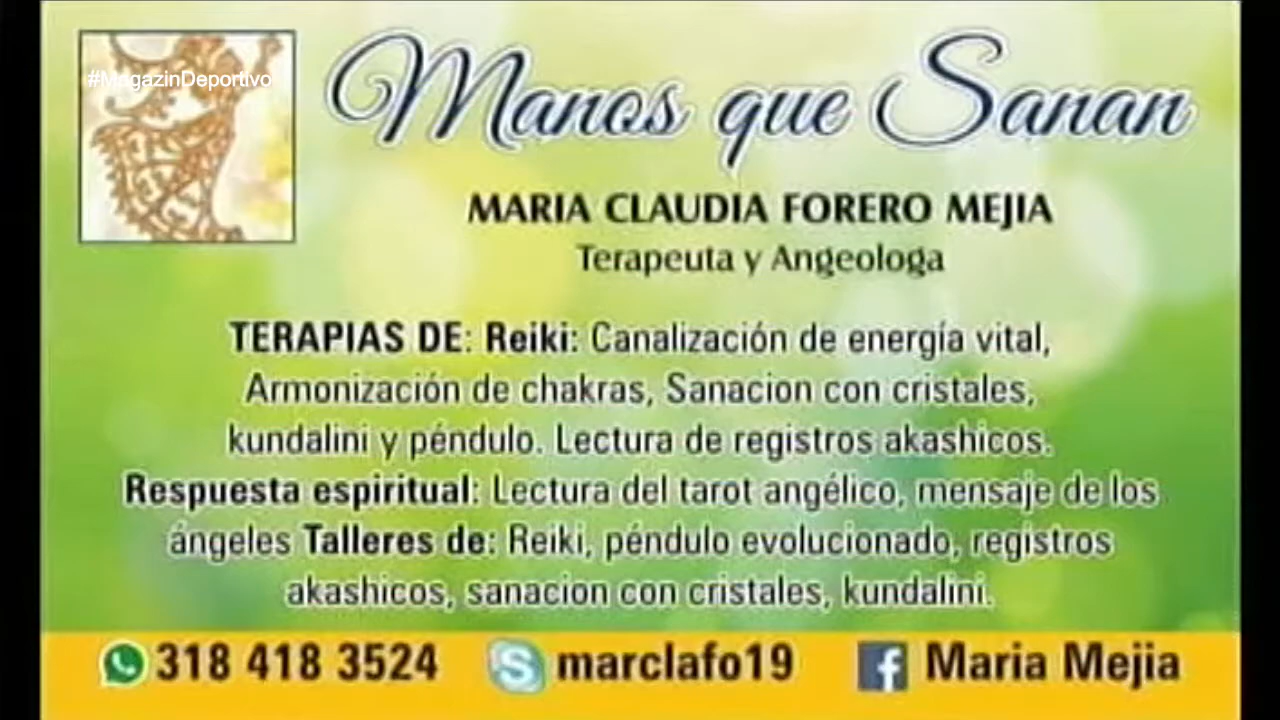 #MagazinDeportivo
Manos que Sanan
MARIA CLAUDIA FORERO MEJIA
Terapeuta y Angeologa
TERAPIAS DE: Reiki: Canalización de energía vital,
Armonización de chakras, Sanacion con cristales,
kundalini y péndulo. Lectura de registros akashicos.
Respuesta espiritual: Lectura del tarot angélico, mensaje de los
ángeles Talleres de: Reiki, péndulo evolucionado, registros
akashicos, sanacion con cristales, kundalini.
318 418 3524 marclafo19 Maria Mejia